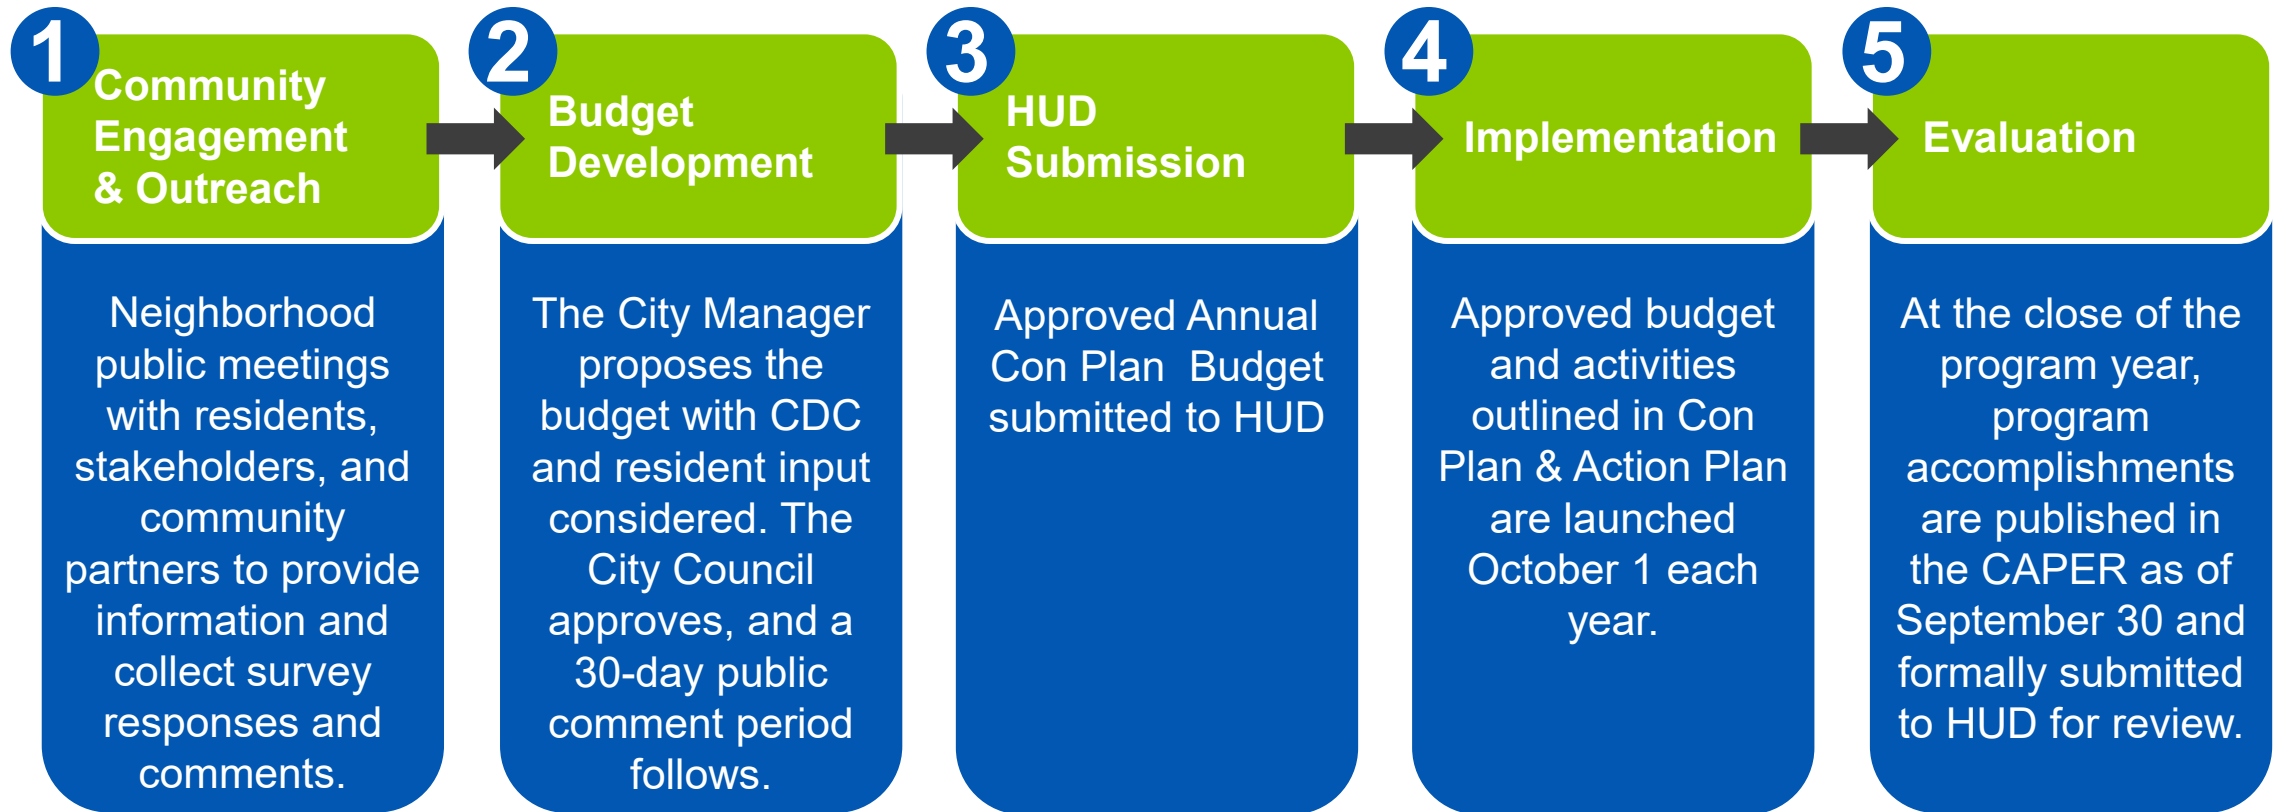 1
Community
Engagement
& Outreach
Neighborhood
public meetings
with residents,
stakeholders, and
community
partners to provide
information and
collect survey
responses and
comments.
2
Budget
Development
The City Manager
proposes the
budget with CDC
and resident input
considered. The
City Council
approves, and a
30-day public
comment period
follows.
3
HUD
Submission
Approved Annual
Con Plan  Budget
submitted to HUD
4
Implementation
Approved budget
and activities
outlined in Con
Plan & Action Plan
are launched
October 1 each
year.
5
Evaluation
At the close of the
program year,
program
accomplishments
are published in
the CAPER as of
September 30 and
formally submitted
to HUD for review.